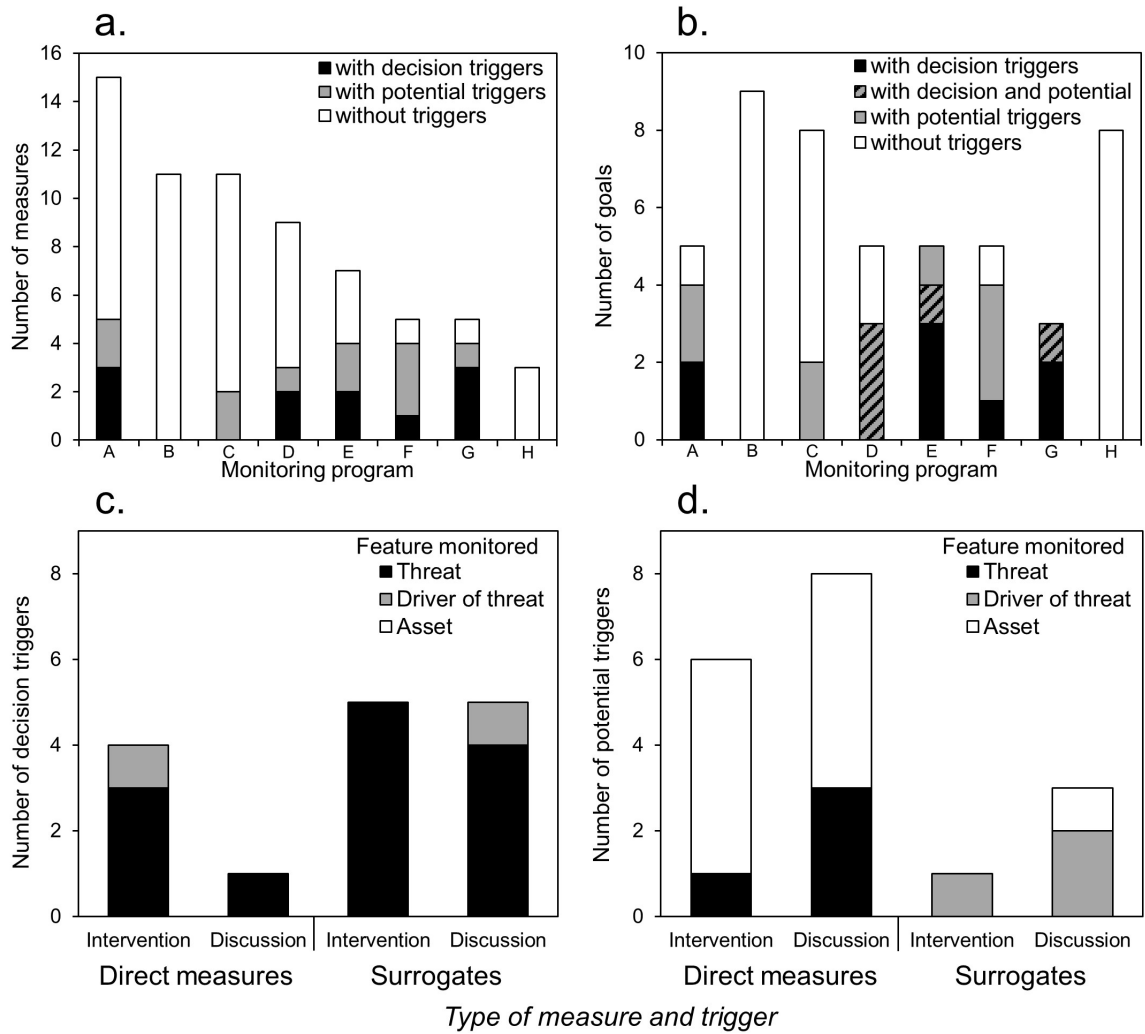 a.
Number of measures
16
14
12
10
8
6
4
2
0
with decision triggers
with potential triggers
without triggers
A B C D E F G H
Monitoring program
b.
Number of goals
10
8
6
4
2
0
with decision triggers
with decision and potential
with potential triggers
without triggers
A B C D E F G H
Monitoring program
c.
Number of decision triggers
8
6
4
2
0
Feature monitored
Threat
Driver of threat
Asset
Intervention Discussion Intervention Discussion
Direct measures Surrogates
d.
Number of potential triggers
8
6
4
2
0
Feature monitored
Threat
Driver of threat
Asset
Intervention Discussion Intervention Discussion
Direct measures Surrogates
Type of measure and trigger